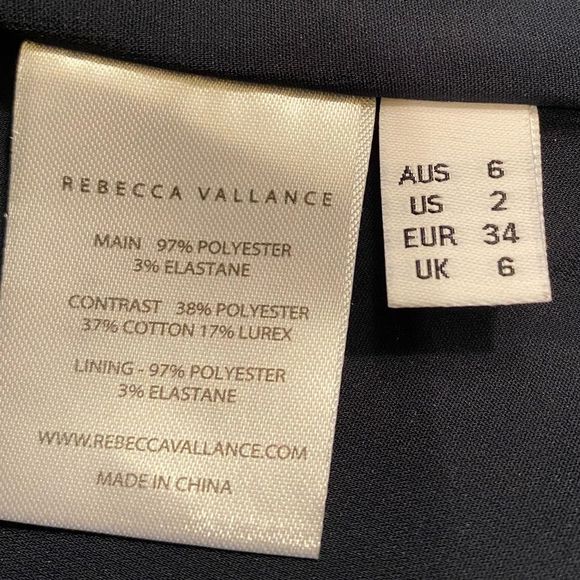 REBECCA VALLANCE
MAIN 97% POLYESTER
3% ELASTANE
CONTRAST 38% POLYESTER
37% COTTON 17% LUREX
LINING - 97% POLYESTER
3% ELASTANE
WWW.REBECCAVALLANCE.COM
MADE IN CHINA
AUS 6
US 2
EUR 34
UK 6